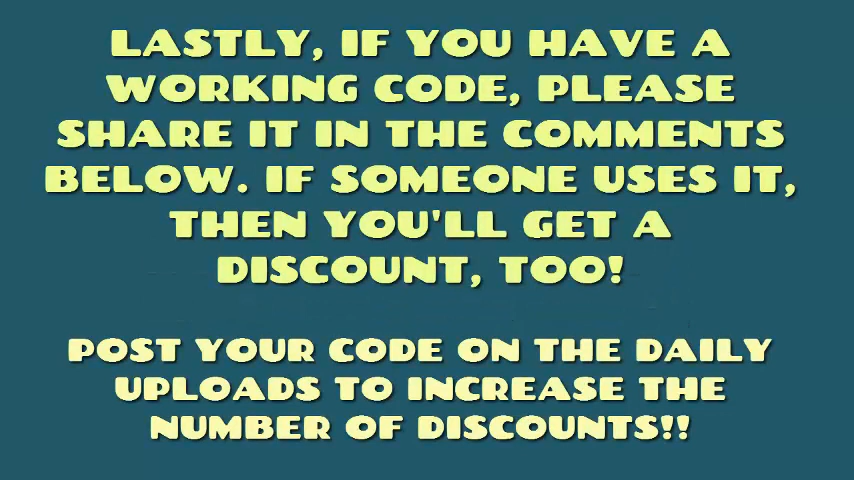 LASTLY, IF YOU HAVE A
WORKING CODE, PLEASE
SHARE IT IN THE COMMENTS
BELOW. IF SOMEONE USES IT,
THEN YOU'LL GET A
DISCOUNT, TOO!
POST YOUR CODE ON THE DAILY
UPLOADS TO INCREASE THE
NUMBER OF DISCOUNTS!!